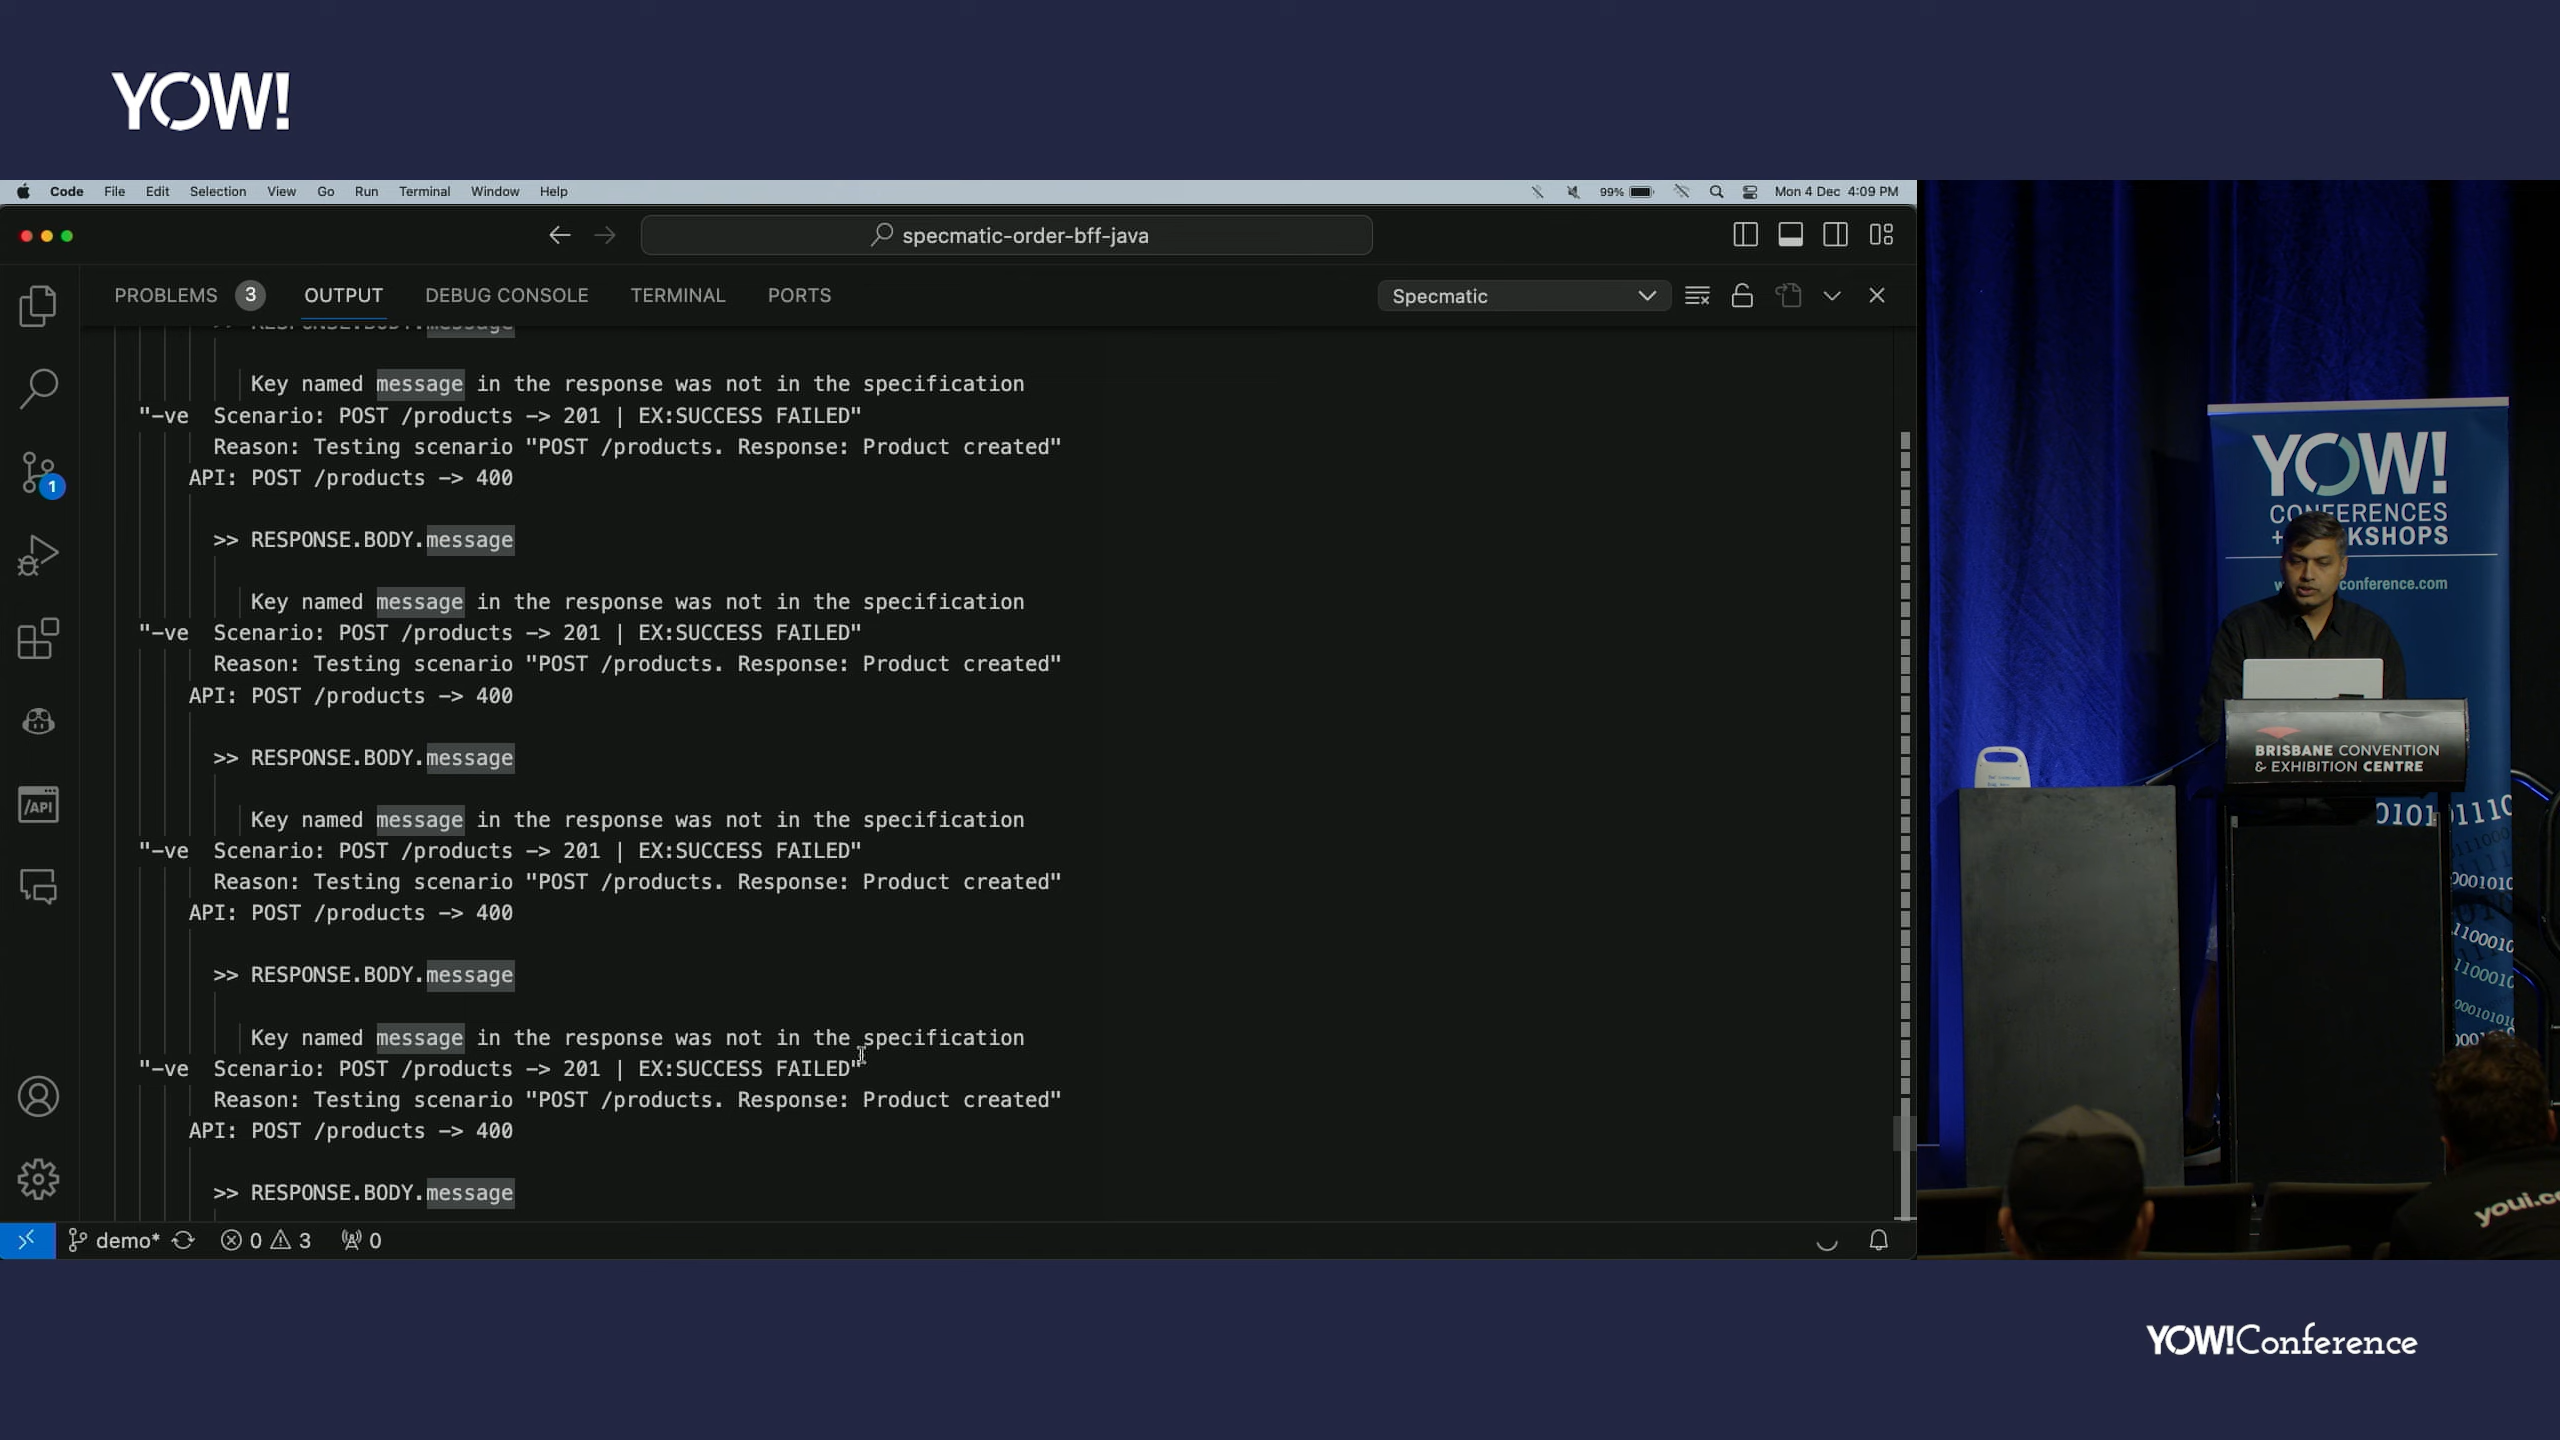 YOW!
Code File Edit Selection View Go Run Terminal Window Help
99% Mon 4 Dec 4:09 PM
specmatic-order-bff-java
PROBLEMS 3 OUTPUT DEBUG CONSOLE TERMINAL PORTS
Specmatic
>> RESPONSE.BODY.message
Key named message in the response was not in the specification
"-ve Scenario: POST /products -> 201 | EX:SUCCESS FAILED"
Reason: Testing scenario "POST /products. Response: Product created"
API: POST /products -> 400
>> RESPONSE.BODY.message
Key named message in the response was not in the specification
"-ve Scenario: POST /products -> 201 | EX:SUCCESS FAILED"
Reason: Testing scenario "POST /products. Response: Product created"
API: POST /products -> 400
>> RESPONSE.BODY.message
Key named message in the response was not in the specification
"-ve Scenario: POST /products -> 201 | EX:SUCCESS FAILED"
Reason: Testing scenario "POST /products. Response: Product created"
API: POST /products -> 400
>> RESPONSE.BODY.message
Key named message in the response was not in the specification
"-ve Scenario: POST /products -> 201 | EX:SUCCESS FAILED"
Reason: Testing scenario "POST /products. Response: Product created"
API: POST /products -> 400
>> RESPONSE.BODY.message
1
/API
demo* 0 3 0
YOW!
CONFERENCES
+ KSHOPS
conference.com
BRISBANE CONVENTION
& EXHIBITION CENTRE
youi.co
YOW!Conference